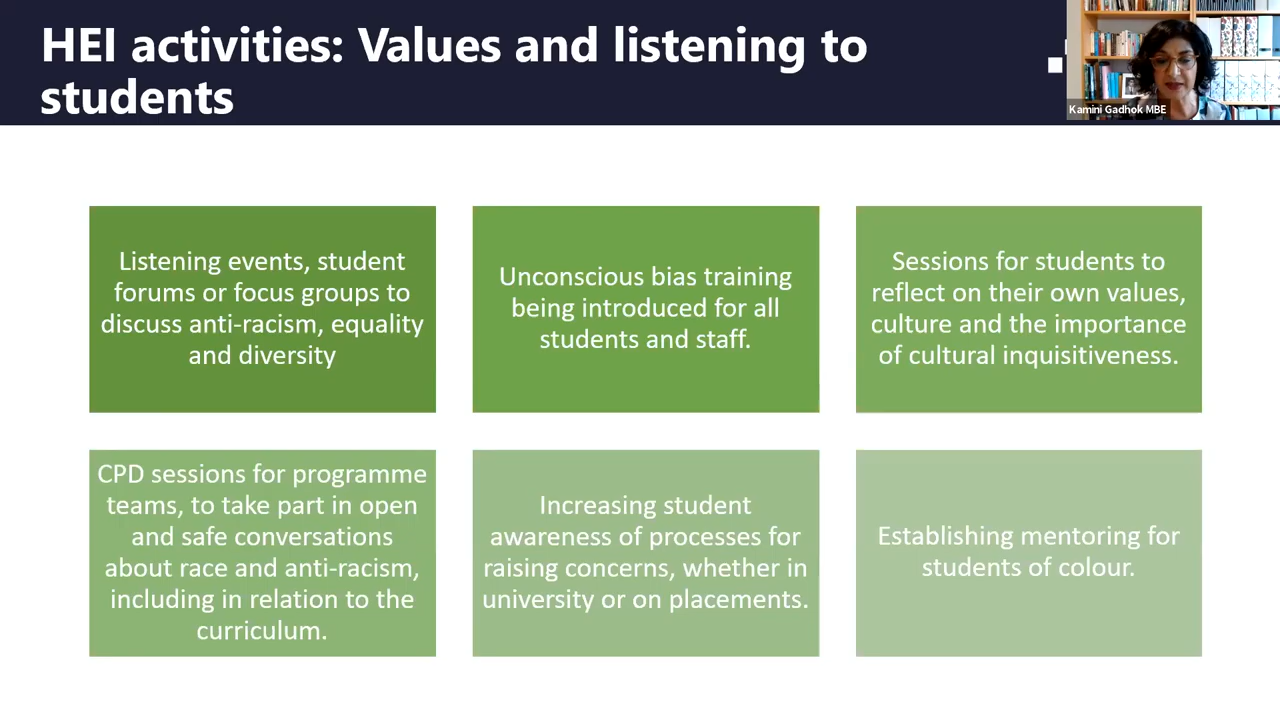 HEI activities: Values and listening to
students
Kamini Gadhok MBE
Listening events, student
forums or focus groups to
discuss anti-racism, equality
and diversity
Unconscious bias training
being introduced for all
students and staff.
Sessions for students to
reflect on their own values,
culture and the importance
of cultural inquisitiveness.
CPD sessions for programme
teams, to take part in open
and safe conversations
about race and anti-racism,
including in relation to the
curriculum.
Increasing student
awareness of processes for
raising concerns, whether in
university or on placements.
Establishing mentoring for
students of colour.